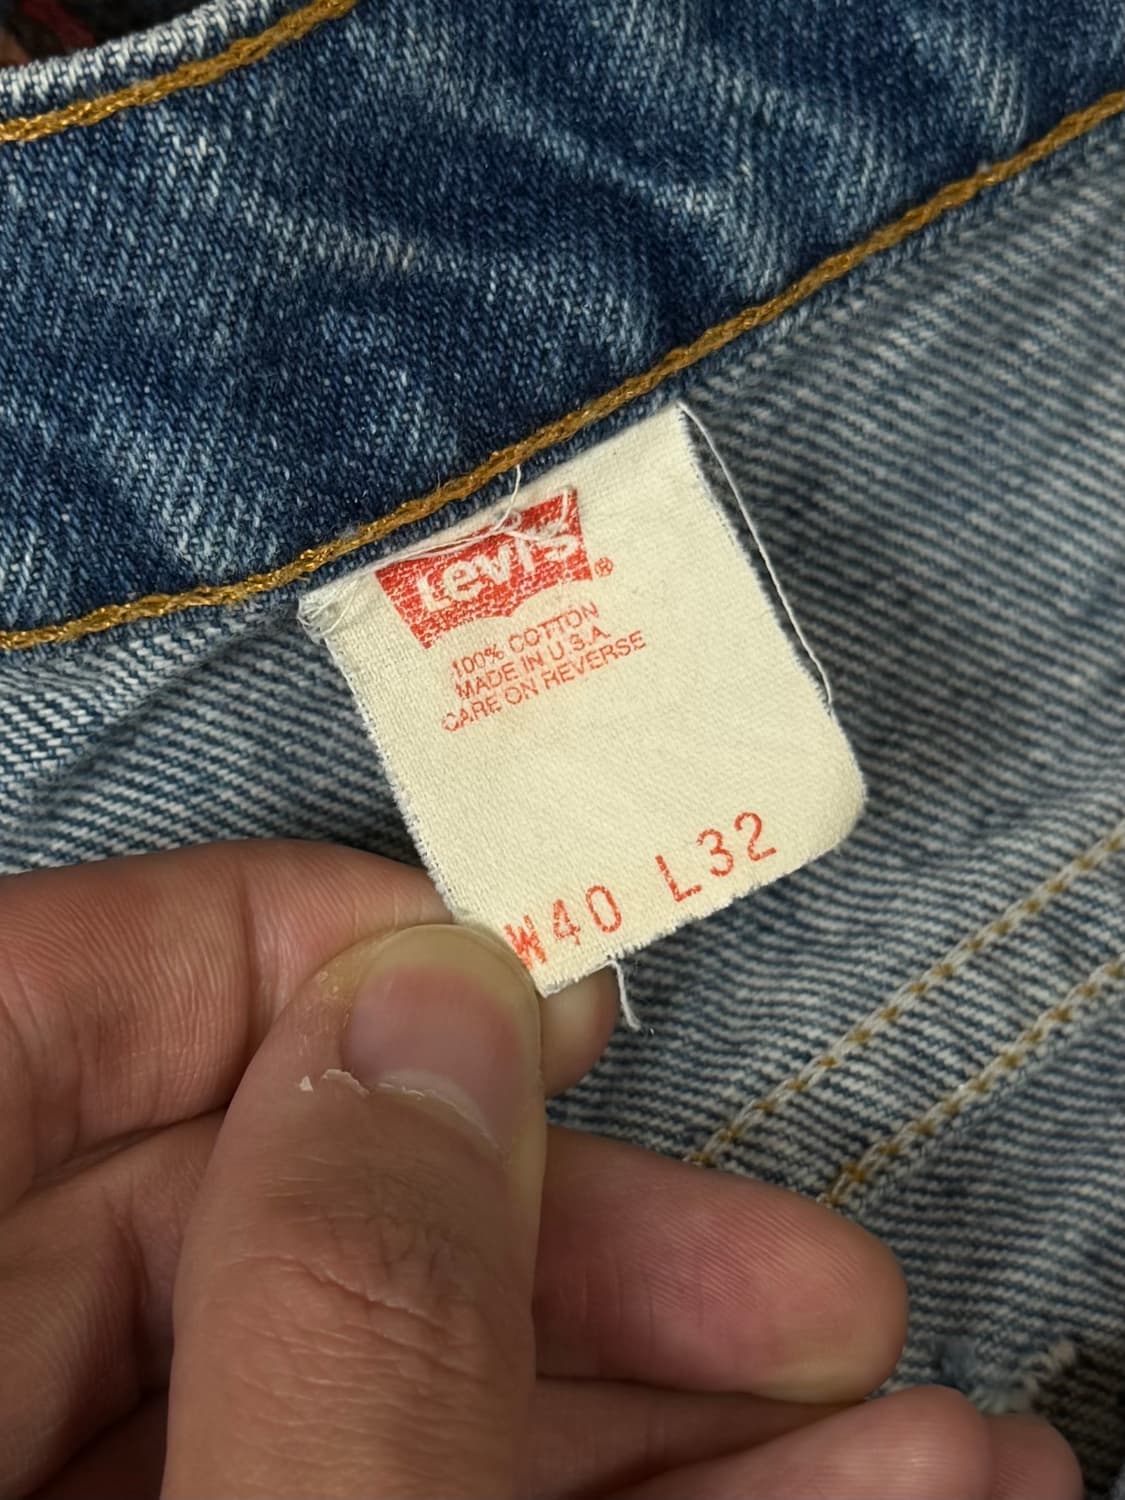 Levi's®
100% COTTON
MADE IN U.S.A.
CARE ON REVERSE
W40 L32